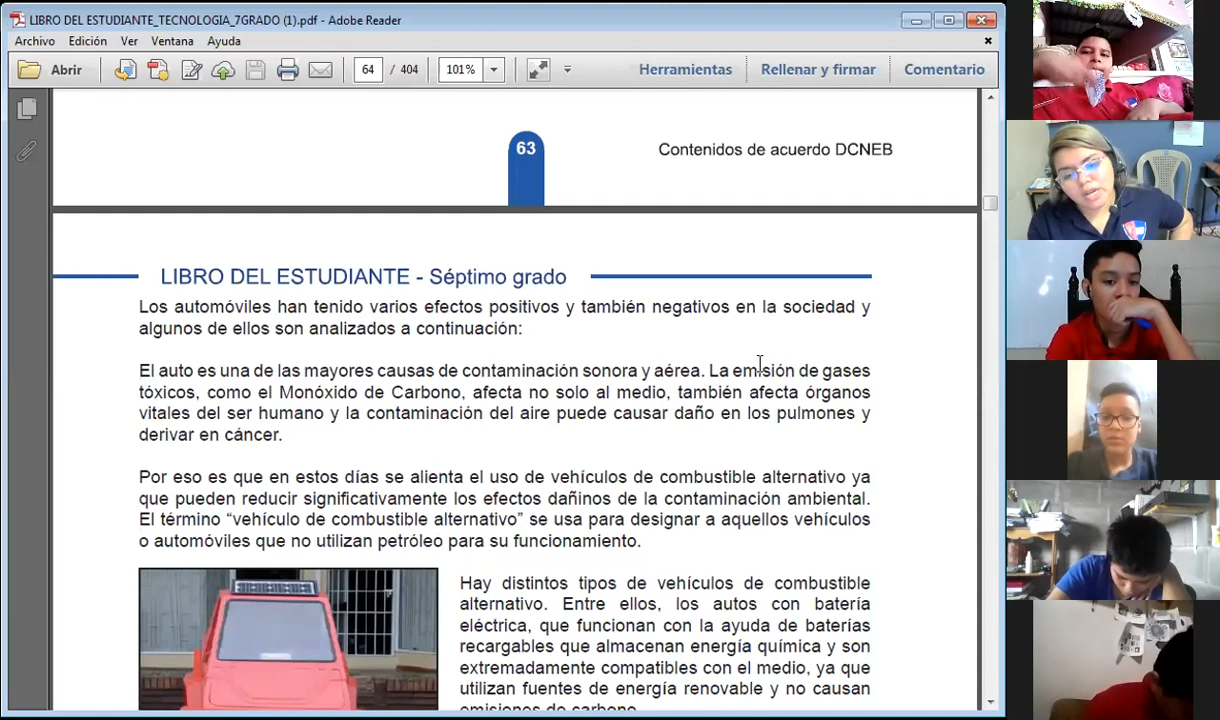 LIBRO DEL ESTUDIANTE_TECNOLOGIA_7GRADO (1).pdf - Adobe Reader
Archivo Edición Ver Ventana Ayuda
Abrir 64 / 404 101% Herramientas Rellenar y firmar Comentario
63 Contenidos de acuerdo DCNEB
LIBRO DEL ESTUDIANTE - Séptimo grado
Los automóviles han tenido varios efectos positivos y también negativos en la sociedad y
algunos de ellos son analizados a continuación:
El auto es una de las mayores causas de contaminación sonora y aérea. La emisión de gases
tóxicos, como el Monóxido de Carbono, afecta no solo al medio, también afecta órganos
vitales del ser humano y la contaminación del aire puede causar daño en los pulmones y
derivar en cáncer.
Por eso es que en estos días se alienta el uso de vehículos de combustible alternativo ya
que pueden reducir significativamente los efectos dañinos de la contaminación ambiental.
El término “vehículo de combustible alternativo” se usa para designar a aquellos vehículos
o automóviles que no utilizan petróleo para su funcionamiento.
Hay distintos tipos de vehículos de combustible
alternativo. Entre ellos, los autos con batería
eléctrica, que funcionan con la ayuda de baterías
recargables que almacenan energía química y son
extremadamente compatibles con el medio, ya que
utilizan fuentes de energía renovable y no causan
emisiones de carbono